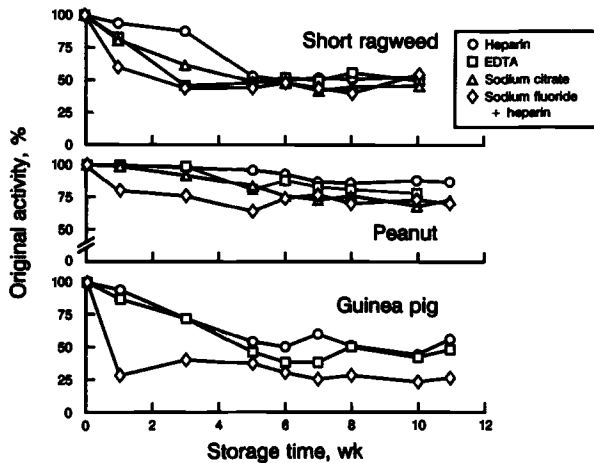 100
75
50
25
0
Short ragweed
Heparin
EDTA
Sodium citrate
Sodium fluoride
+ heparin
100
75
50
0
Peanut
Original activity, %
100
75
50
25
0
Guinea pig
0 2 4 6 8 10 12
Storage time, wk